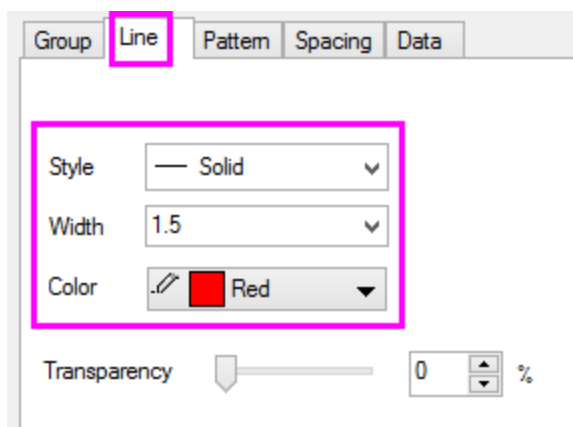 Group Line Pattern Spacing Data
Style Solid
Width 1.5
Color Red
Transparency 0 %